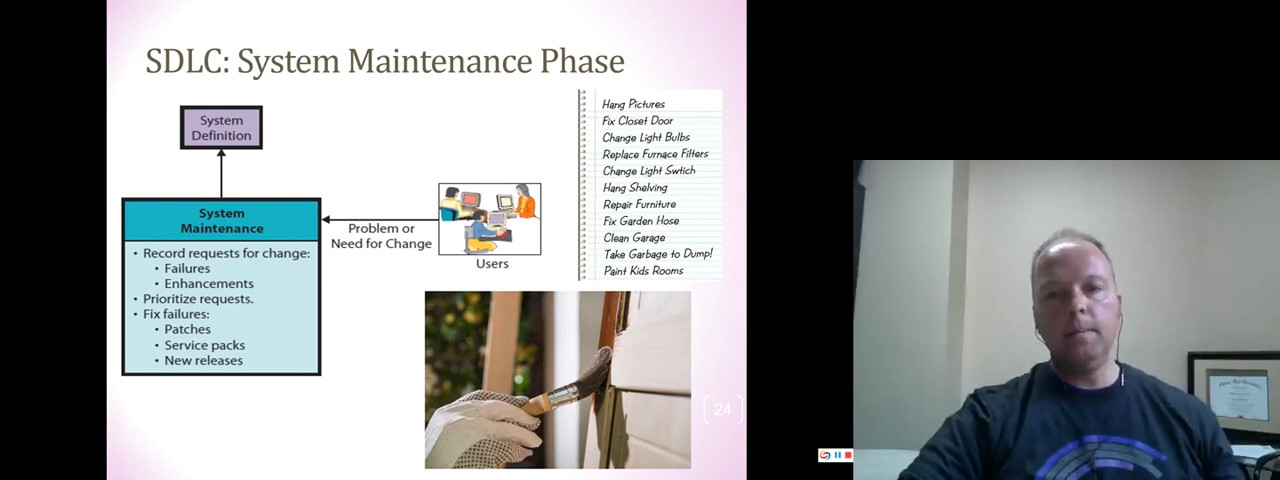 SDLC: System Maintenance Phase
System
Definition
System
Maintenance
• Record requests for change:
• Failures
• Enhancements
• Prioritize requests.
• Fix failures:
• Patches
• Service packs
• New releases
Problem or
Need for Change
Users
Hang Pictures
Fix Closet Door
Change Light Bulbs
Replace Furnace Filters
Change Light Swtich
Hang Shelving
Repair Furniture
Fix Garden Hose
Clean Garage
Take Garbage to Dump!
Paint Kids Rooms
24